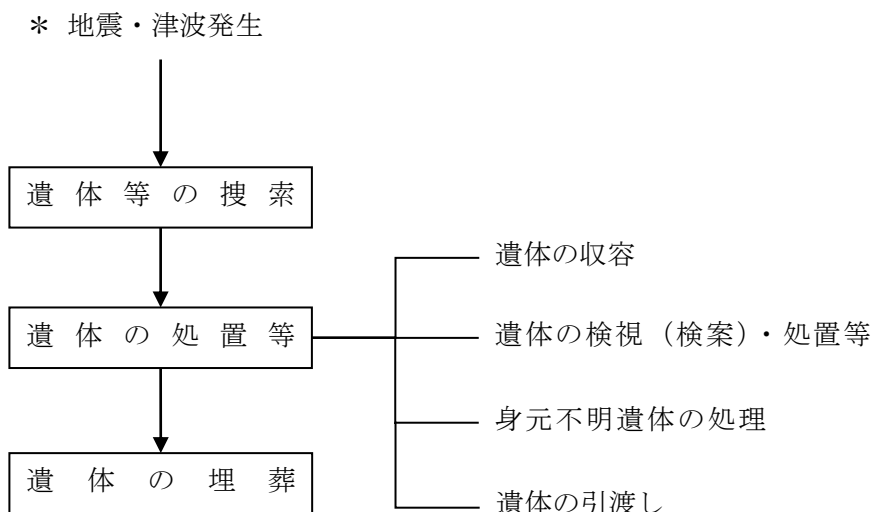 ＊ 地震・津波発生
遺体等の捜索
遺体の収容
遺体の処置等
遺体の検視（検案）・処置等
身元不明遺体の処理
遺体の埋葬
遺体の引渡し